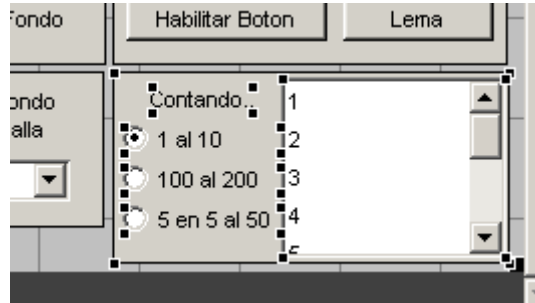 Fondo
Habilitar Boton
Lema
ondo
alla
Contando..
1 al 10
100 al 200
5 en 5 al 50
1
2
3
4
5